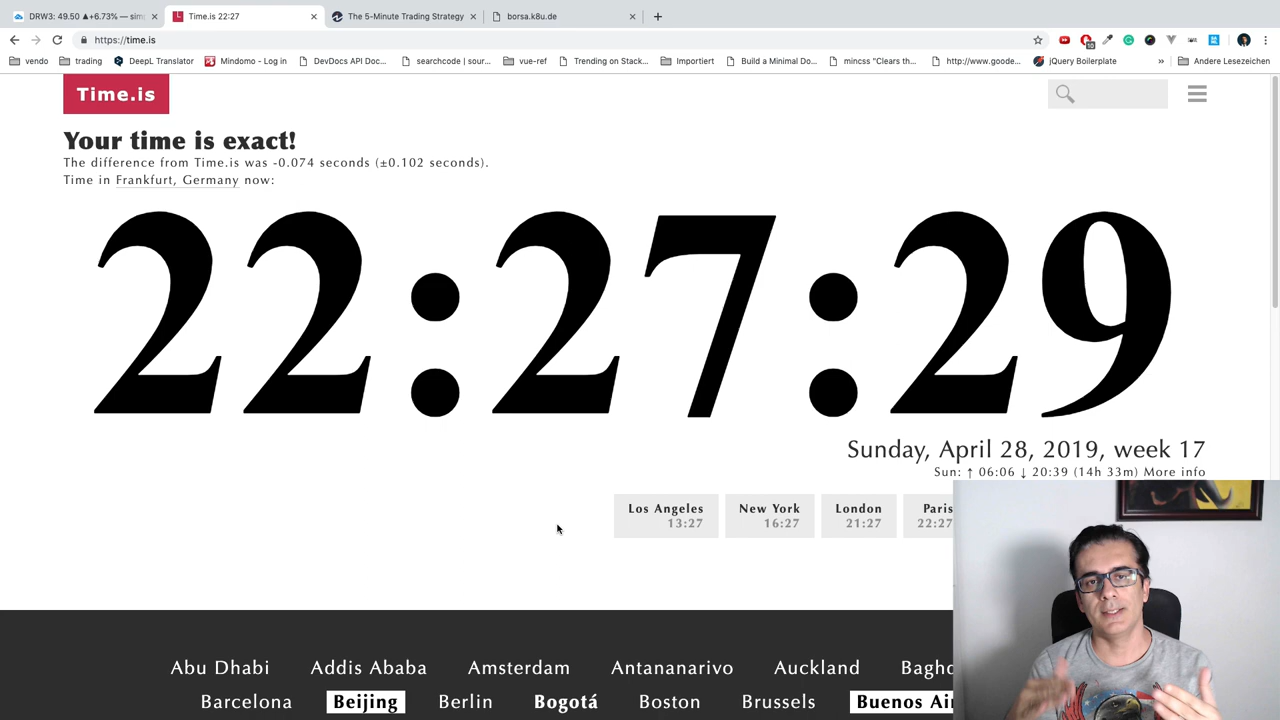 DRW3: 49.50 ▲+6.73% — sim
Time.is 22:27
The 5-Minute Trading Strategy
borsa.k8u.de
https://time.is
10
vendo
trading
DeepL Translator
Mindomo - Log in
DevDocs API Doc...
searchcode | sour...
vue-ref
Trending on Stack...
Importiert
Build a Minimal Do...
mincss "Clears th...
http://www.goode...
jQuery Boilerplate
»
Andere Lesezeichen
Time.is
Your time is exact!
The difference from Time.is was -0.074 seconds (±0.102 seconds).
Time in Frankfurt, Germany now:
22:27:29
Sunday, April 28, 2019, week 17
Sun: ↑ 06:06 ↓ 20:39 (14h 33m) More info
Los Angeles New York London Paris
13:27 16:27 21:27 22:27
Abu Dhabi Addis Ababa Amsterdam Antananarivo Auckland Baghd
Barcelona Beijing Berlin Bogotá Boston Brussels Buenos Air